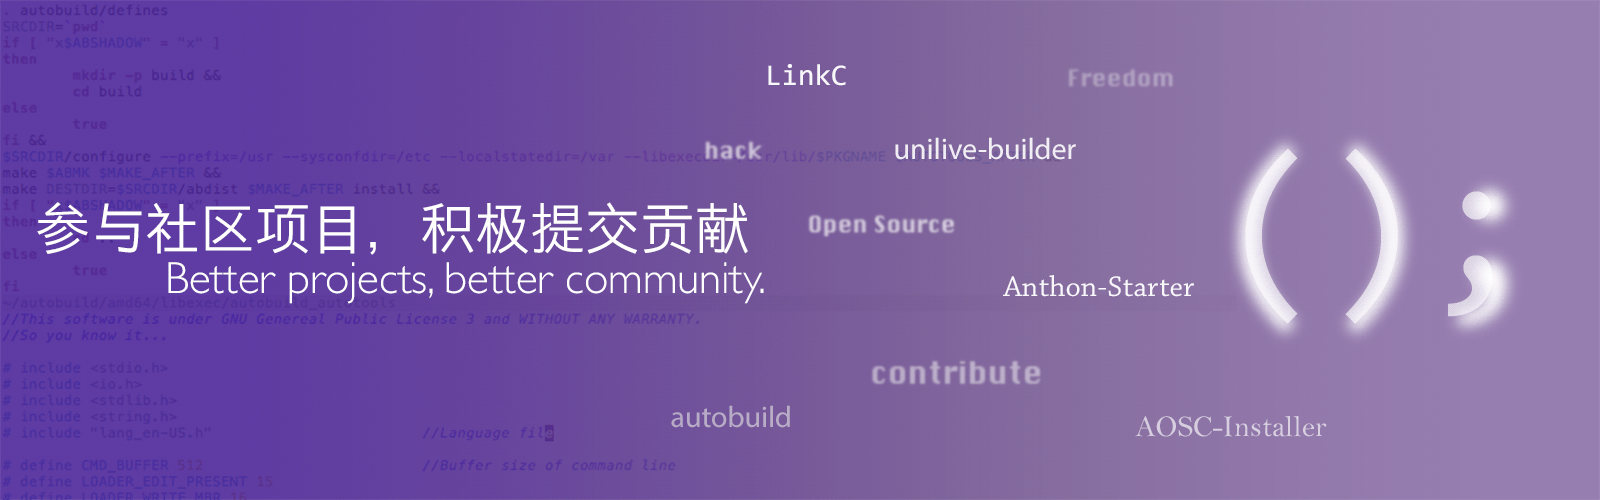 . autobuild/defines
SRCDIR=`pwd`
if [ "x$ABSHADOW" = "x" ]
then
mkdir -p build &&
cd build
else
true
fi &&
$SRCDIR/configure --prefix=/usr --sysconfdir=/etc --localstatedir=/var --libexec /lib/$PKGNAME
make $ABMK $MAKE_AFTER &&
make DESTDIR=$SRCDIR/abdist $MAKE_AFTER install &&
if [ "x$ABSHADOW" = "x" ]
then
else
true
fi
~/autobuild/amd64/libexec/autobuild_autotools
//This software is under GNU Genereal Public License 3 and WITHOUT ANY WARRANTY.
//So you know it...
# include <stdio.h>
# include <io.h>
# include <stdlib.h>
# include <string.h>
# include "lang_en-US.h" //Language file
# define CMD_BUFFER 512 //Buffer size of command line
# define LOADER_EDIT_PRESENT 15
# define LOADER_WRITE_MBR 16
参与社区项目，积极提交贡献
Better projects, better community.
LinkC
Freedom
hack
unilive-builder
Open Source
Anthon-Starter
contribute
autobuild
AOSC-Installer
( ) ;